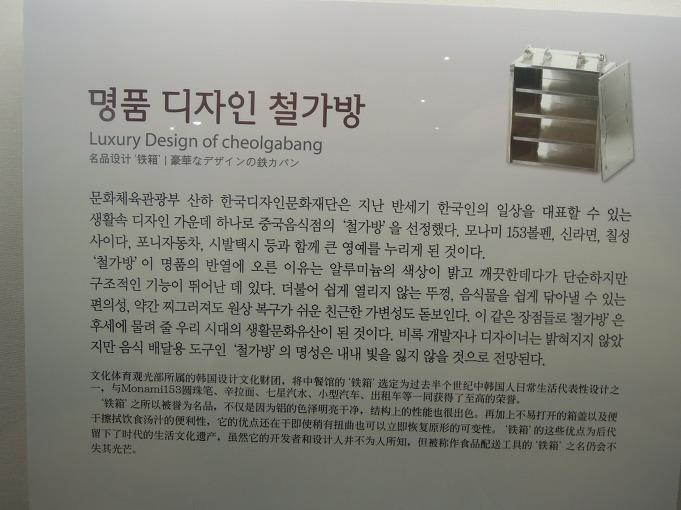 명품 디자인 철가방
Luxury Design of cheolgabang
名品设计 '铁箱' | 豪華なデザインの鉄カバン
문화체육관광부 산하 한국디자인문화재단은 지난 반세기 한국인의 일상을 대표할 수 있는
생활속 디자인 가운데 하나로 중국음식점의 '철가방' 을 선정했다. 모나미 153볼펜, 신라면, 칠성
사이다, 포니자동차, 시발택시 등과 함께 큰 영예를 누리게 된 것이다.
'철가방' 이 명품의 반열에 오른 이유는 알루미늄의 색상이 밝고 깨끗한데다가 단순하지만
구조적인 기능이 뛰어난 데 있다. 더불어 쉽게 열리지 않는 뚜껑, 음식물을 쉽게 닦아낼 수 있는
편의성, 약간 찌그러져도 원상 복구가 쉬운 친근한 가변성도 돋보인다. 이 같은 장점들로 '철가방' 은
후세에 물려 줄 우리 시대의 생활문화유산이 된 것이다. 비록 개발자나 디자이너는 밝혀지지 않았
지만 음식 배달용 도구인 '철가방' 의 명성은 내내 빛을 잃지 않을 것으로 전망된다.
文化体育观光部所属的韩国设计文化财团，将中餐馆的 '铁箱' 选定为过去半个世纪中韩国人日常生活代表性设计之
一，与Monami153圆珠笔、辛拉面、七星汽水、小型汽车、出租车等一同获得了至高的荣誉。
'铁箱' 之所以被誉为名品，不仅是因为铝的色泽明亮干净，结构上的性能也很出色。再加上不易打开的箱盖以及便
于擦拭饮食汤汁的便利性，它的优点还在于即使稍有扭曲也可以立即恢复原形的可变性。 '铁箱' 的这些优点为后代
留下了时代的生活文化遗产，虽然它的开发者和设计人并不为人所知，但被称作食品配送工具的 '铁箱' 之名仍会不
失其光芒。